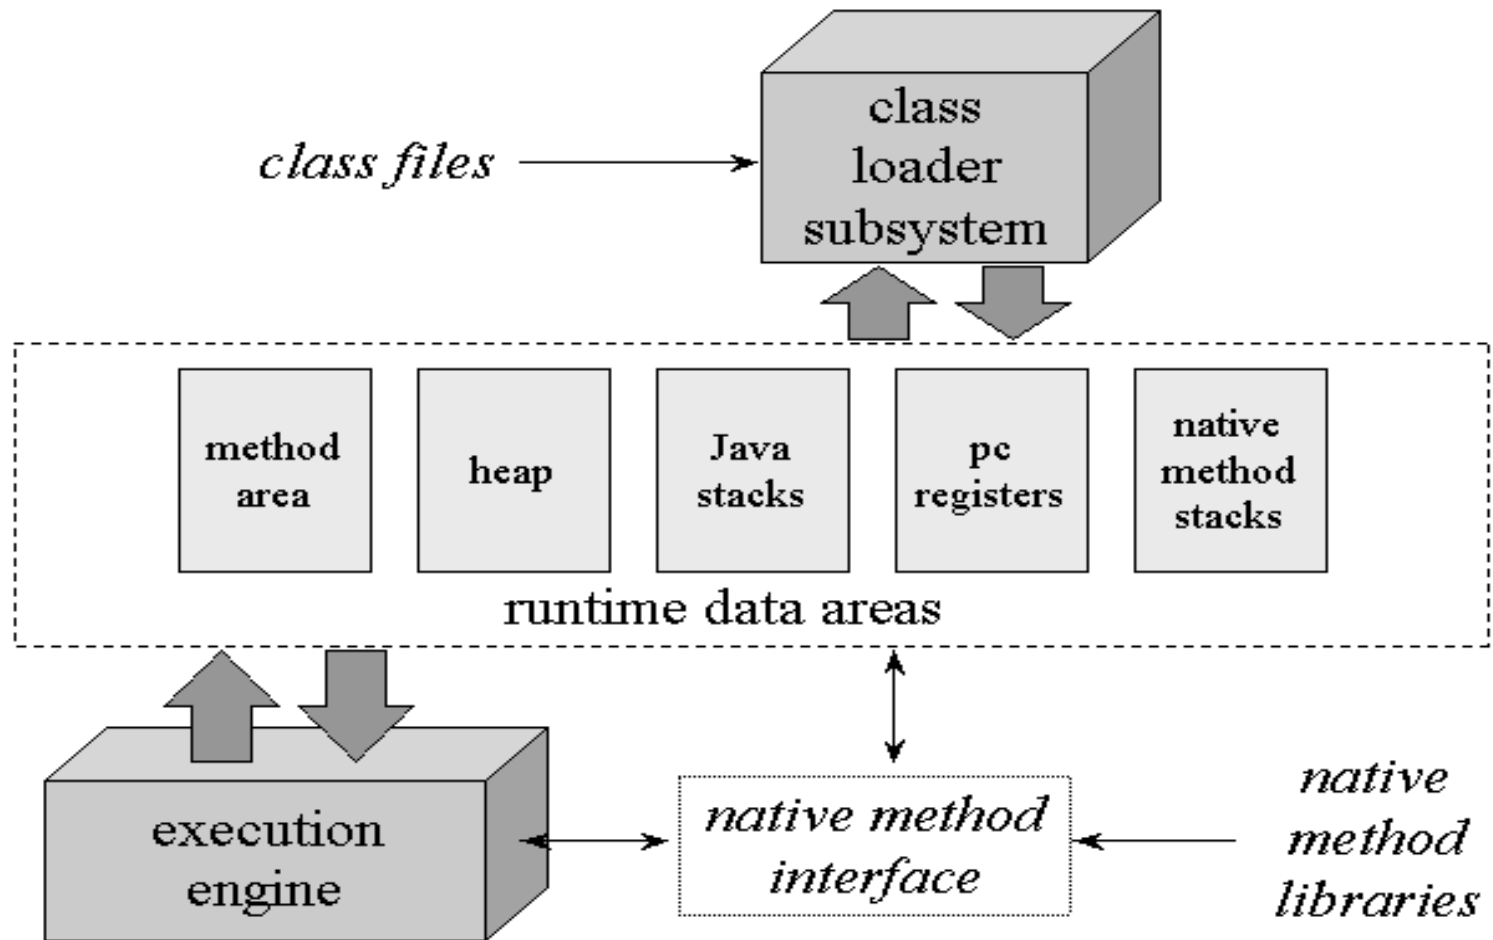 class
loader
subsystem
class files
method
area
heap
Java
stacks
pc
registers
native
method
stacks
runtime data areas
execution
engine
native method
interface
native
method
libraries